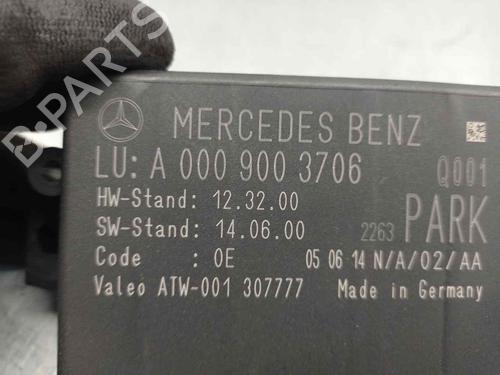 MERCEDES BENZ
LU: A 000 900 3706 Q001
HW-Stand: 12.32.00
SW-Stand: 14.06.00 2263 PARK
Code : 0E 05 06 14 N/A/02/AA
Valeo ATW-001 307777 Made in Germany